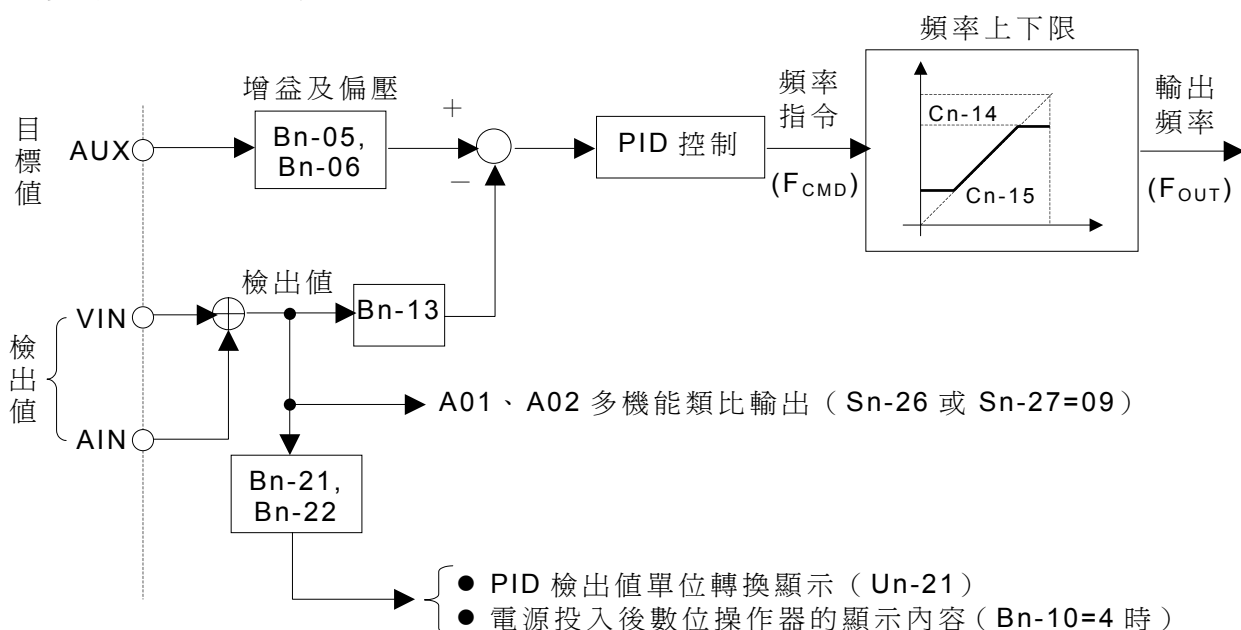 頻率上下限
增益及偏壓
目標值
AUX
Bn-05,
Bn-06
+
−
PID 控制
頻率
指令
(FCMD)
Cn-14
Cn-15
輸出
頻率
(FOUT)
檢出值
VIN
AIN
檢出值
Bn-13
A01、A02 多機能類比輸出（Sn-26 或 Sn-27=09）
Bn-21,
Bn-22
● PID 檢出值單位轉換顯示（Un-21）
● 電源投入後數位操作器的顯示內容（Bn-10=4 時）